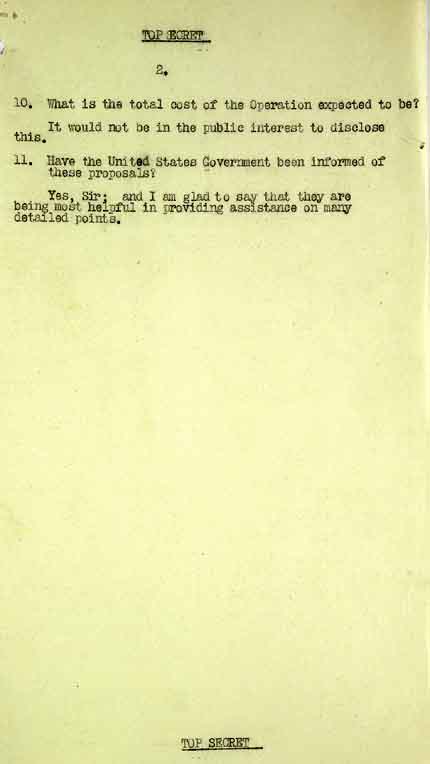 TOP SECRET
2.
10. What is the total cost of the Operation expected to be?
It would not be in the public interest to disclose
this.
11. Have the United States Government been informed of
these proposals?
Yes, Sir; and I am glad to say that they are
being most helpful in providing assistance on many
detailed points.
TOP SECRET